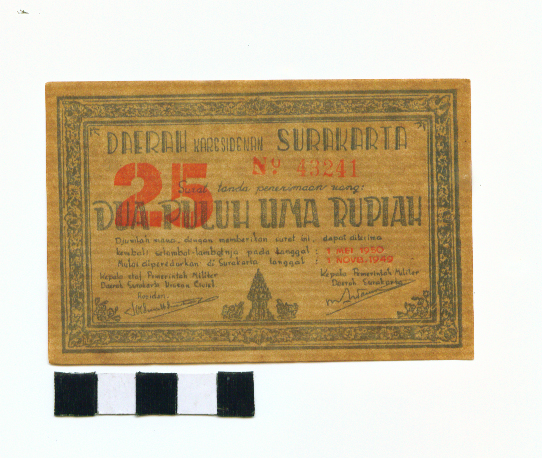 DAERAH KARESIDENAN SURAKARTA
25
Nº 43241
Surat tanda penerimaan uang:
DUA PULUH LIMA RUPIAH
Djumlah mana, dengan memberikan surat ini, dapat diterima
kembali selambat-lambatnja pada tanggal : 1 MEI 1950
Mulai diperedarkan di Surakarta tanggal : 1 NOV. 1949
Kepala staf Pemerintah Militer
Daerah Surakarta Urusan Civiel
Kepala Pemerintah Militer
Daerah Surakarta